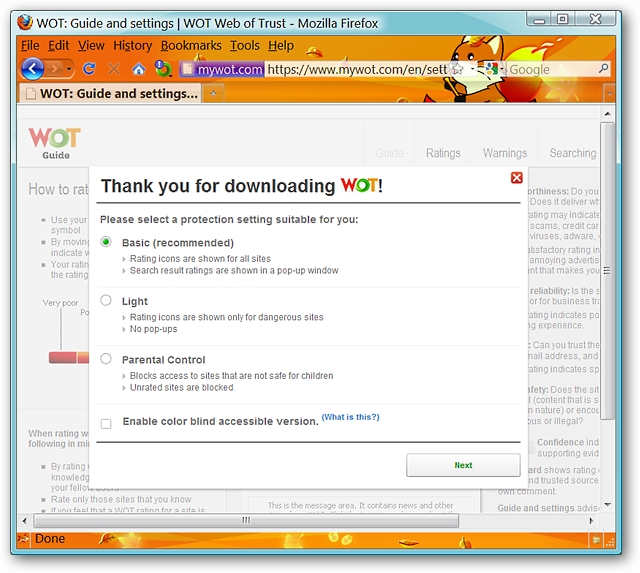 WOT: Guide and settings | WOT Web of Trust - Mozilla Firefox
File Edit View History Bookmarks Tools Help
mywot.com https://www.mywot.com/en/sett Google
WOT: Guide and settings...
WOT
Guide
Guide Ratings Warnings Searching
Thank you for downloading WOT!
Please select a protection setting suitable for you:
Basic (recommended)
Rating icons are shown for all sites
Search result ratings are shown in a pop-up window
Light
Rating icons are shown only for dangerous sites
No pop-ups
Parental Control
Blocks access to sites that are not safe for children
Unrated sites are blocked
Enable color blind accessible version. (What is this?)
Next
How to rat
Use your
symbol
By moving
indicate w
Your rating
the rating
Very poor
Po
When rating w
following in mi
By rating
knowledg
your fellow
Rate only those sites that you know
If you feel that a WOT rating for a site is
This is the message area. It contains news and other
orthiness: Do you
Does it deliver wh
rating may indicate
scams, credit car
viruses, adware,
satisfactory rating in
annoying advertis
ent that makes you
reliability: Is the s
or for business tra
rating indicates po
ng experience.
: Can you trust the
mail address, and
rating indicates sp
fety: Does the sit
l (content that is s
n nature) or encou
ous or illegal?
Confidence ind
supporting evid
ard shows rating
and trusted source
own comment.
Guide and settings advis
Done